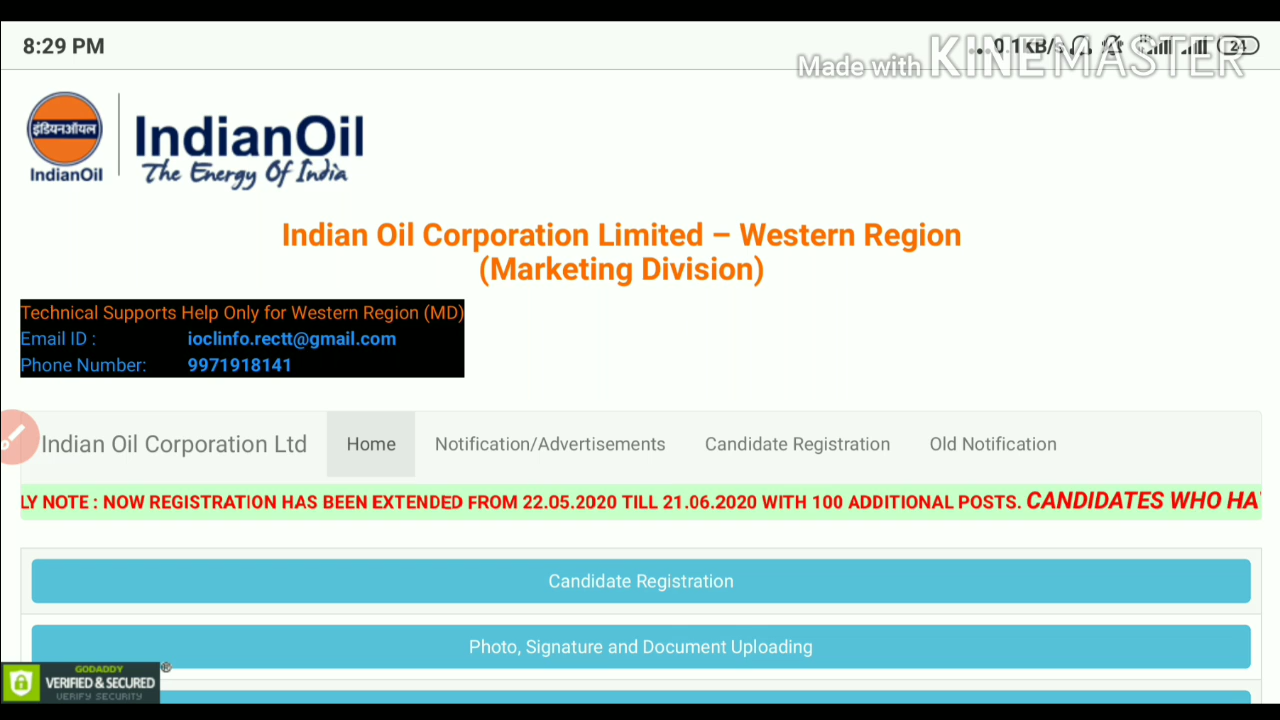 8:29 PM
...0.1KB/s
24
Made with KINEMASTER
इंडियनऑयल
IndianOil
IndianOil
The Energy Of India
Indian Oil Corporation Limited – Western Region
(Marketing Division)
Technical Supports Help Only for Western Region (MD)
Email ID : ioclinfo.rectt@gmail.com
Phone Number: 9971918141
Indian Oil Corporation Ltd Home Notification/Advertisements Candidate Registration Old Notification
LY NOTE : NOW REGISTRATION HAS BEEN EXTENDED FROM 22.05.2020 TILL 21.06.2020 WITH 100 ADDITIONAL POSTS. CANDIDATES WHO HA
Candidate Registration
Photo, Signature and Document Uploading
GODADDY
VERIFIED & SECURED
VERIFY SECURITY